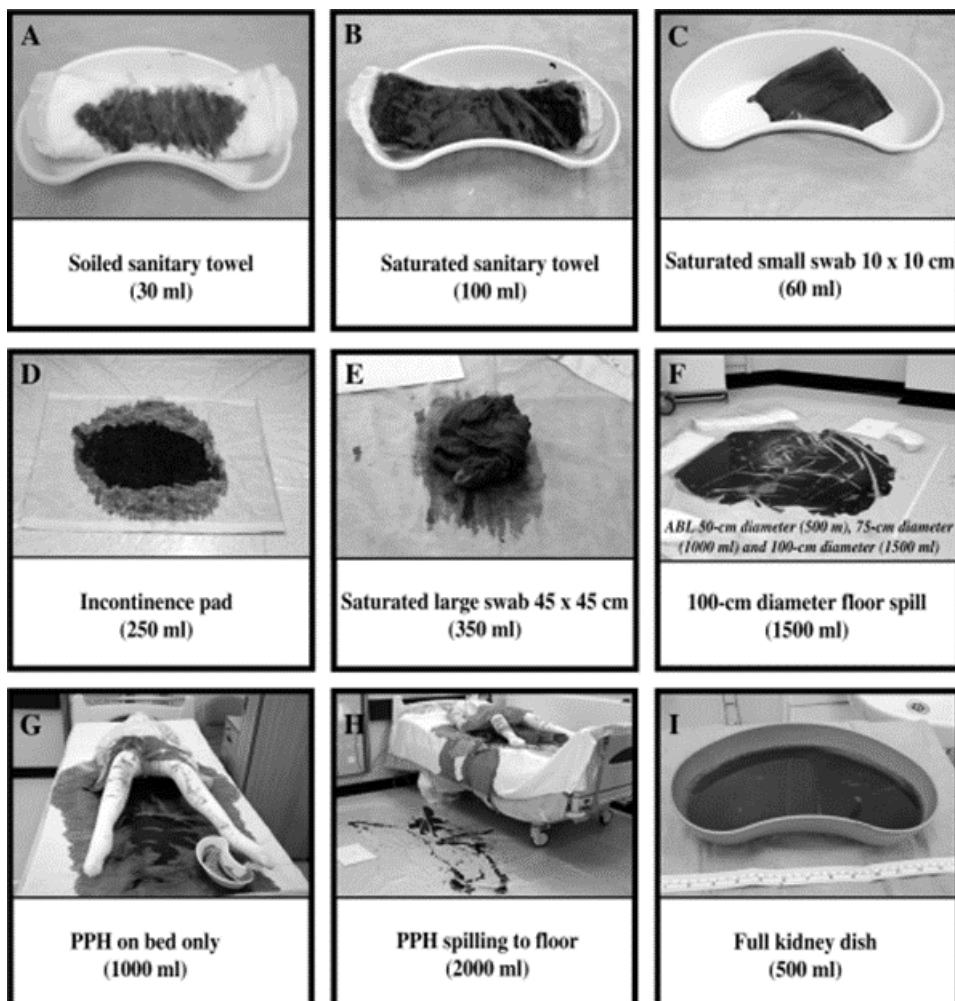 A
Soiled sanitary towel
(30 ml)
B
Saturated sanitary towel
(100 ml)
C
Saturated small swab 10 x 10 cm
(60 ml)
D
Incontinence pad
(250 ml)
E
Saturated large swab 45 x 45 cm
(350 ml)
F
ABL 50-cm diameter (500 m), 75-cm diameter
(1000 ml) and 100-cm diameter (1500 ml)
100-cm diameter floor spill
(1500 ml)
G
PPH on bed only
(1000 ml)
H
PPH spilling to floor
(2000 ml)
I
Full kidney dish
(500 ml)